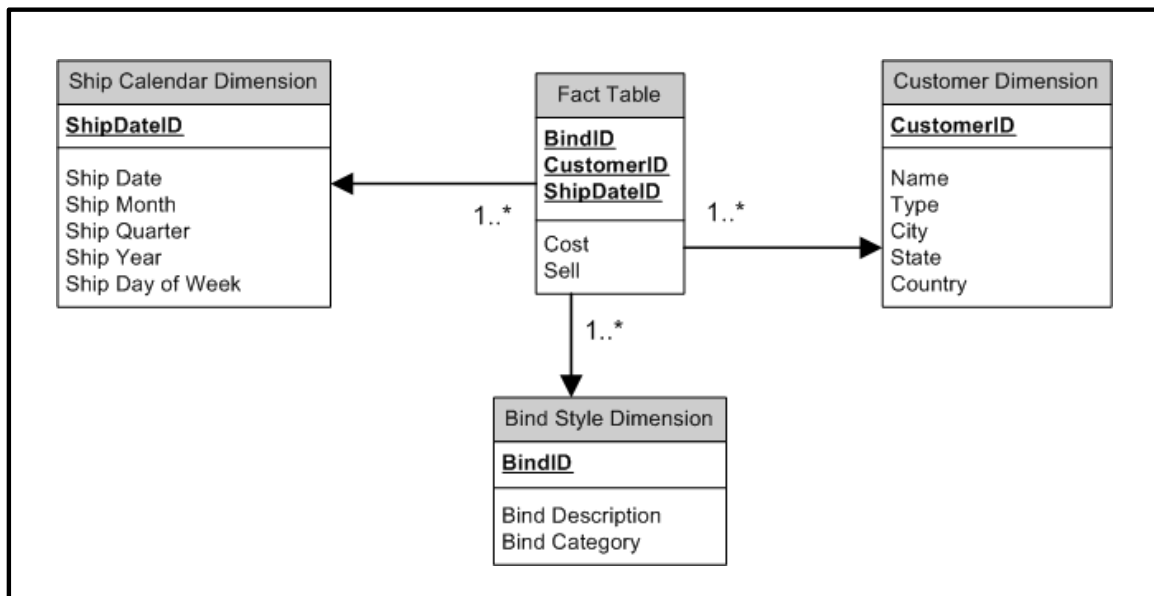 Ship Calendar Dimension
ShipDateID
Ship Date
Ship Month
Ship Quarter
Ship Year
Ship Day of Week
1..*
Fact Table
BindID
CustomerID
ShipDateID
Cost
Sell
1..*
Customer Dimension
CustomerID
Name
Type
City
State
Country
1..*
Bind Style Dimension
BindID
Bind Description
Bind Category